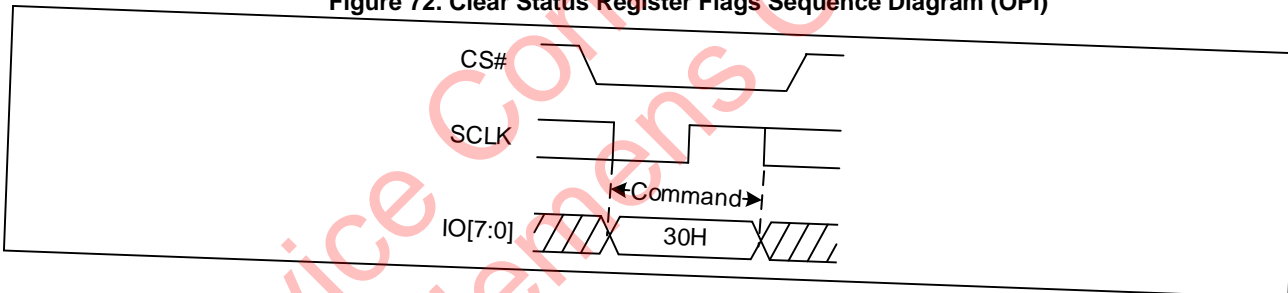 Figure 72. Clear Status Register Flags Sequence Diagram (OPI)
CS#
SCLK
Command
IO[7:0]
30H